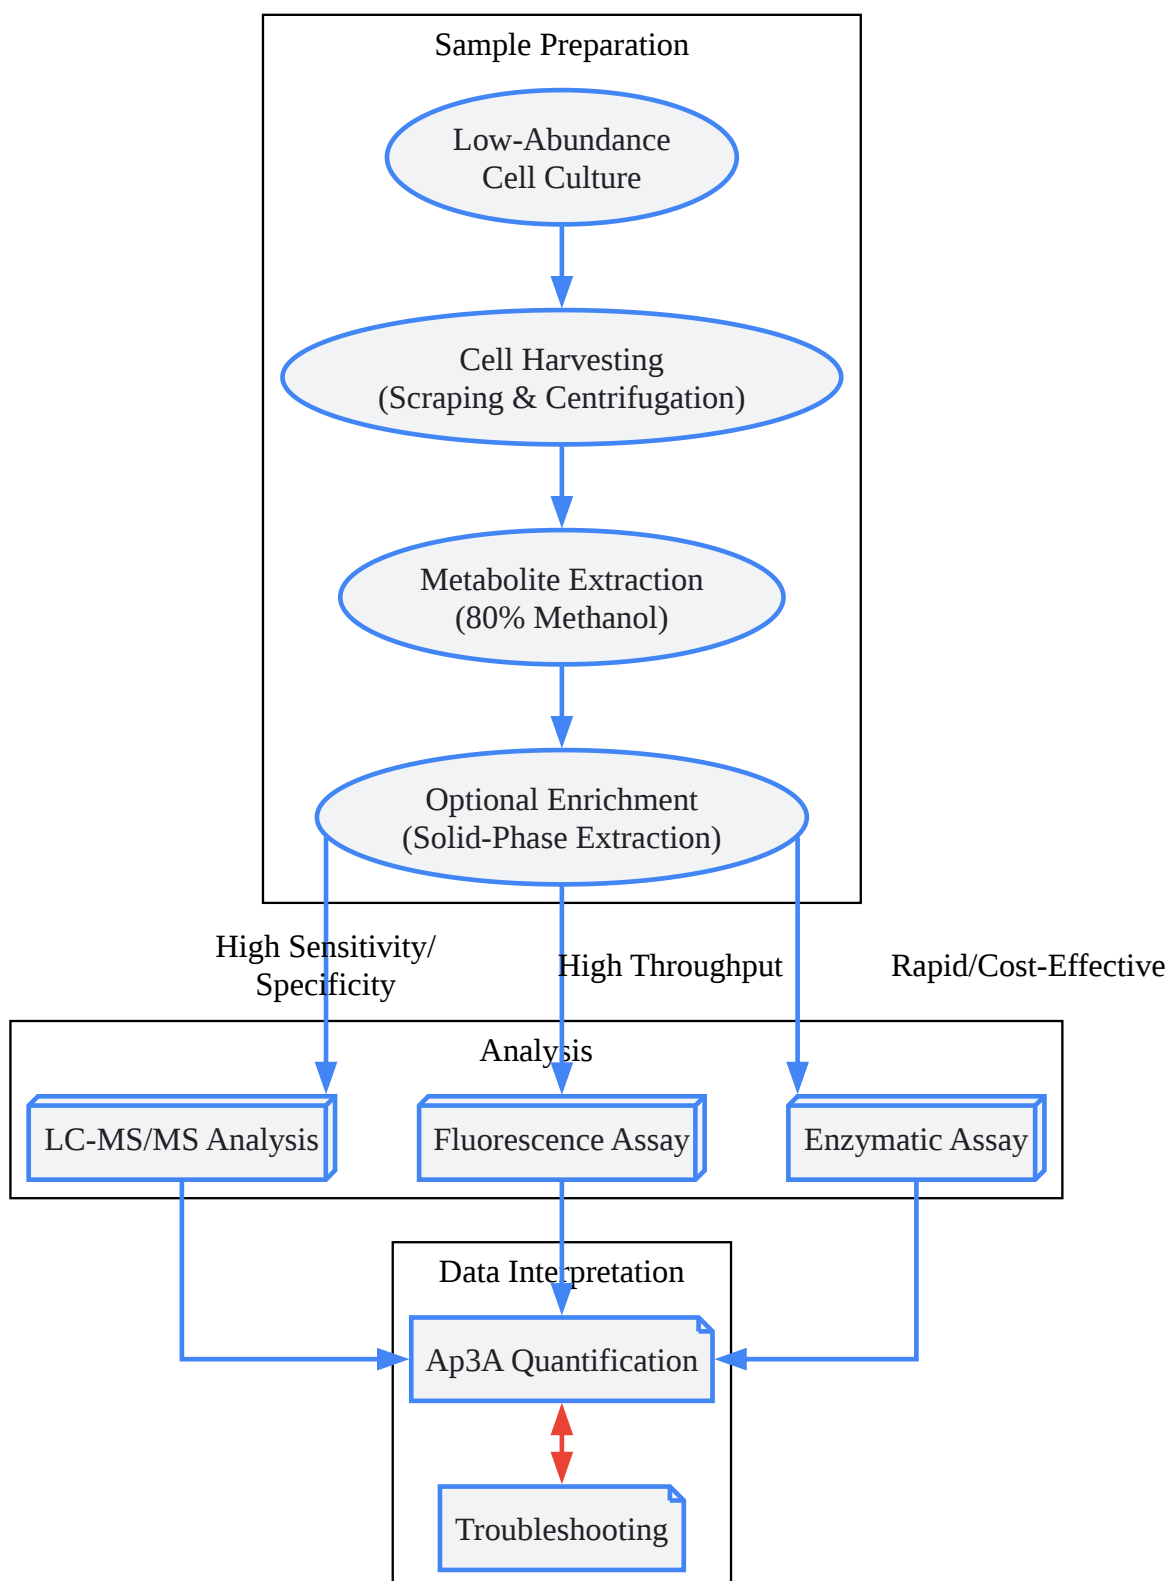 Sample Preparation
Low-Abundance
Cell Culture
Cell Harvesting
(Scraping & Centrifugation)
Metabolite Extraction
(80% Methanol)
Optional Enrichment
(Solid-Phase Extraction)
High Sensitivity/
Specificity
High Throughput
Rapid/Cost-Effective
Analysis
LC-MS/MS Analysis
Fluorescence Assay
Enzymatic Assay
Data Interpretation
Ap3A Quantification
Troubleshooting